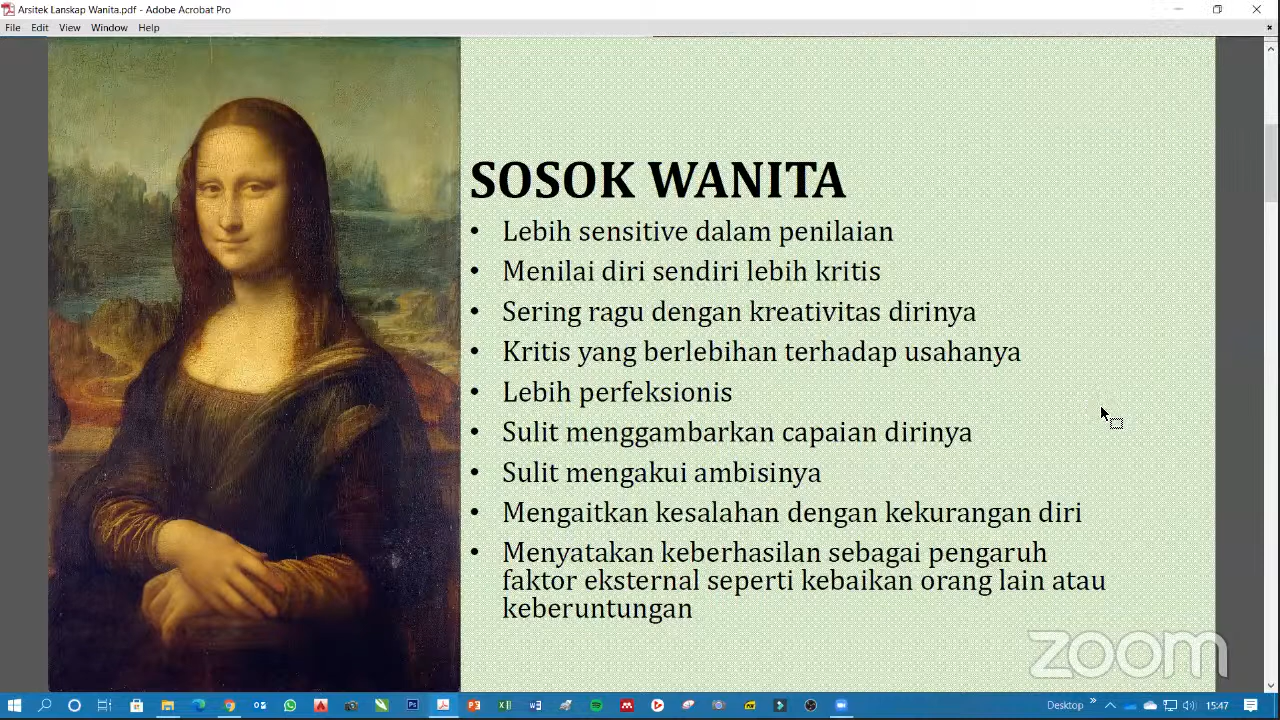 Arsitek Lanskap Wanita.pdf - Adobe Acrobat Pro
File Edit View Window Help
SOSOK WANITA
• Lebih sensitive dalam penilaian
• Menilai diri sendiri lebih kritis
• Sering ragu dengan kreativitas dirinya
• Kritis yang berlebihan terhadap usahanya
• Lebih perfeksionis
• Sulit menggambarkan capaian dirinya
• Sulit mengakui ambisinya
• Mengaitkan kesalahan dengan kekurangan diri
• Menyatakan keberhasilan sebagai pengaruh
faktor eksternal seperti kebaikan orang lain atau
keberuntungan
zoom
Desktop 15:47